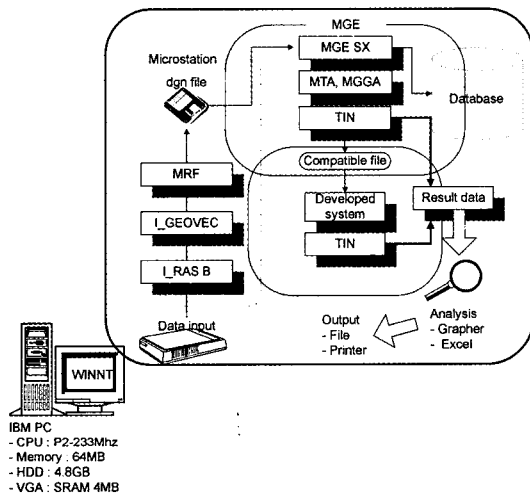 MGE
MGE SX
MTA, MGGA
TIN
Database
Microstation
dgn file
Compatible file
MRF
I_GEOVEC
I_RAS B
Data input
Developed
system
TIN
Result data
Output
- File
- Printer
Analysis
- Grapher
- Excel
WINNT
IBM PC
- CPU : P2-233Mhz
- Memory : 64MB
- HDD : 4.8GB
- VGA : SRAM 4MB